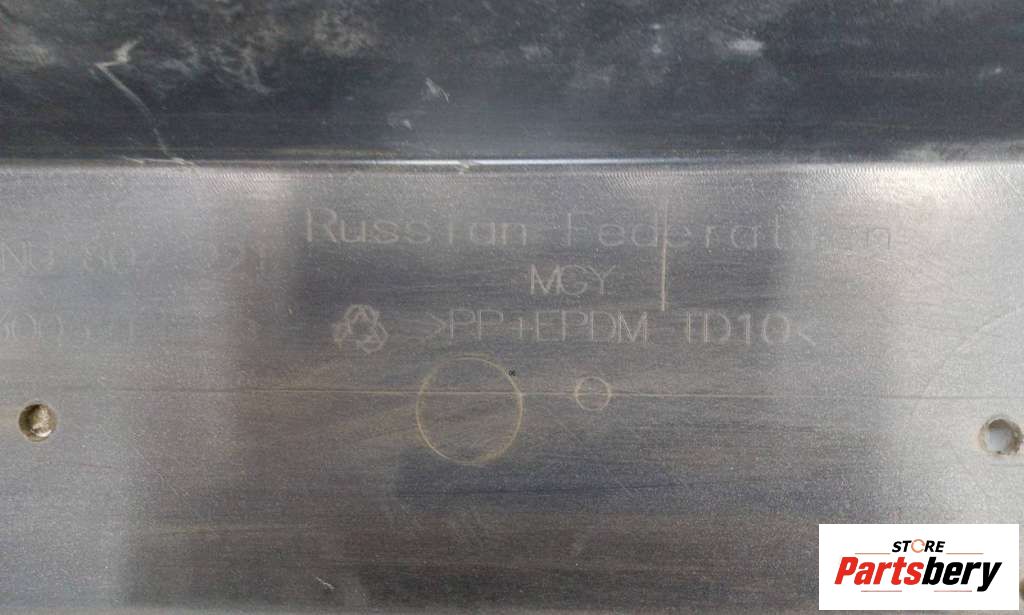 Russian Federation
MGY
>PP+EPDM TD10<
STORE
Partsbery